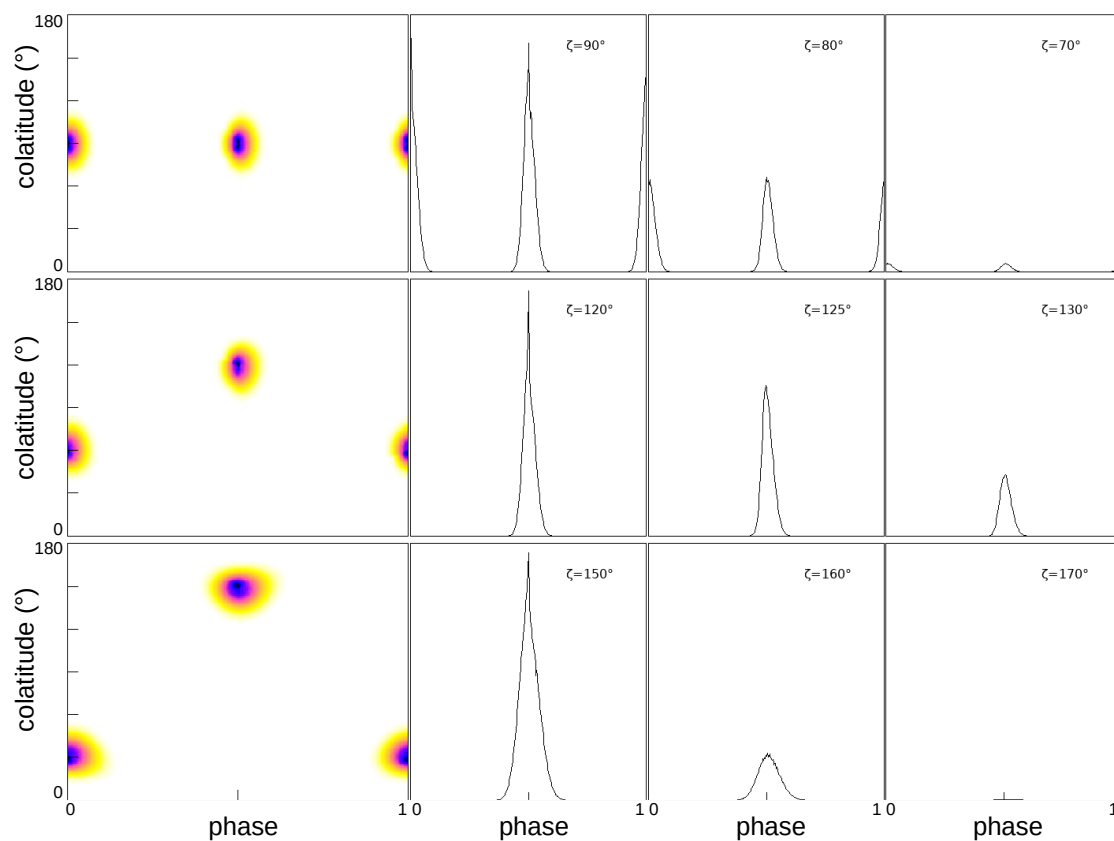 180
colatitude (°)
0
ζ=90°
ζ=80°
ζ=70°
180
colatitude (°)
0
ζ=120°
ζ=125°
ζ=130°
180
colatitude (°)
0
ζ=150°
ζ=160°
ζ=170°
0
1 0
1 0
1 0
1
phase
phase
phase
phase